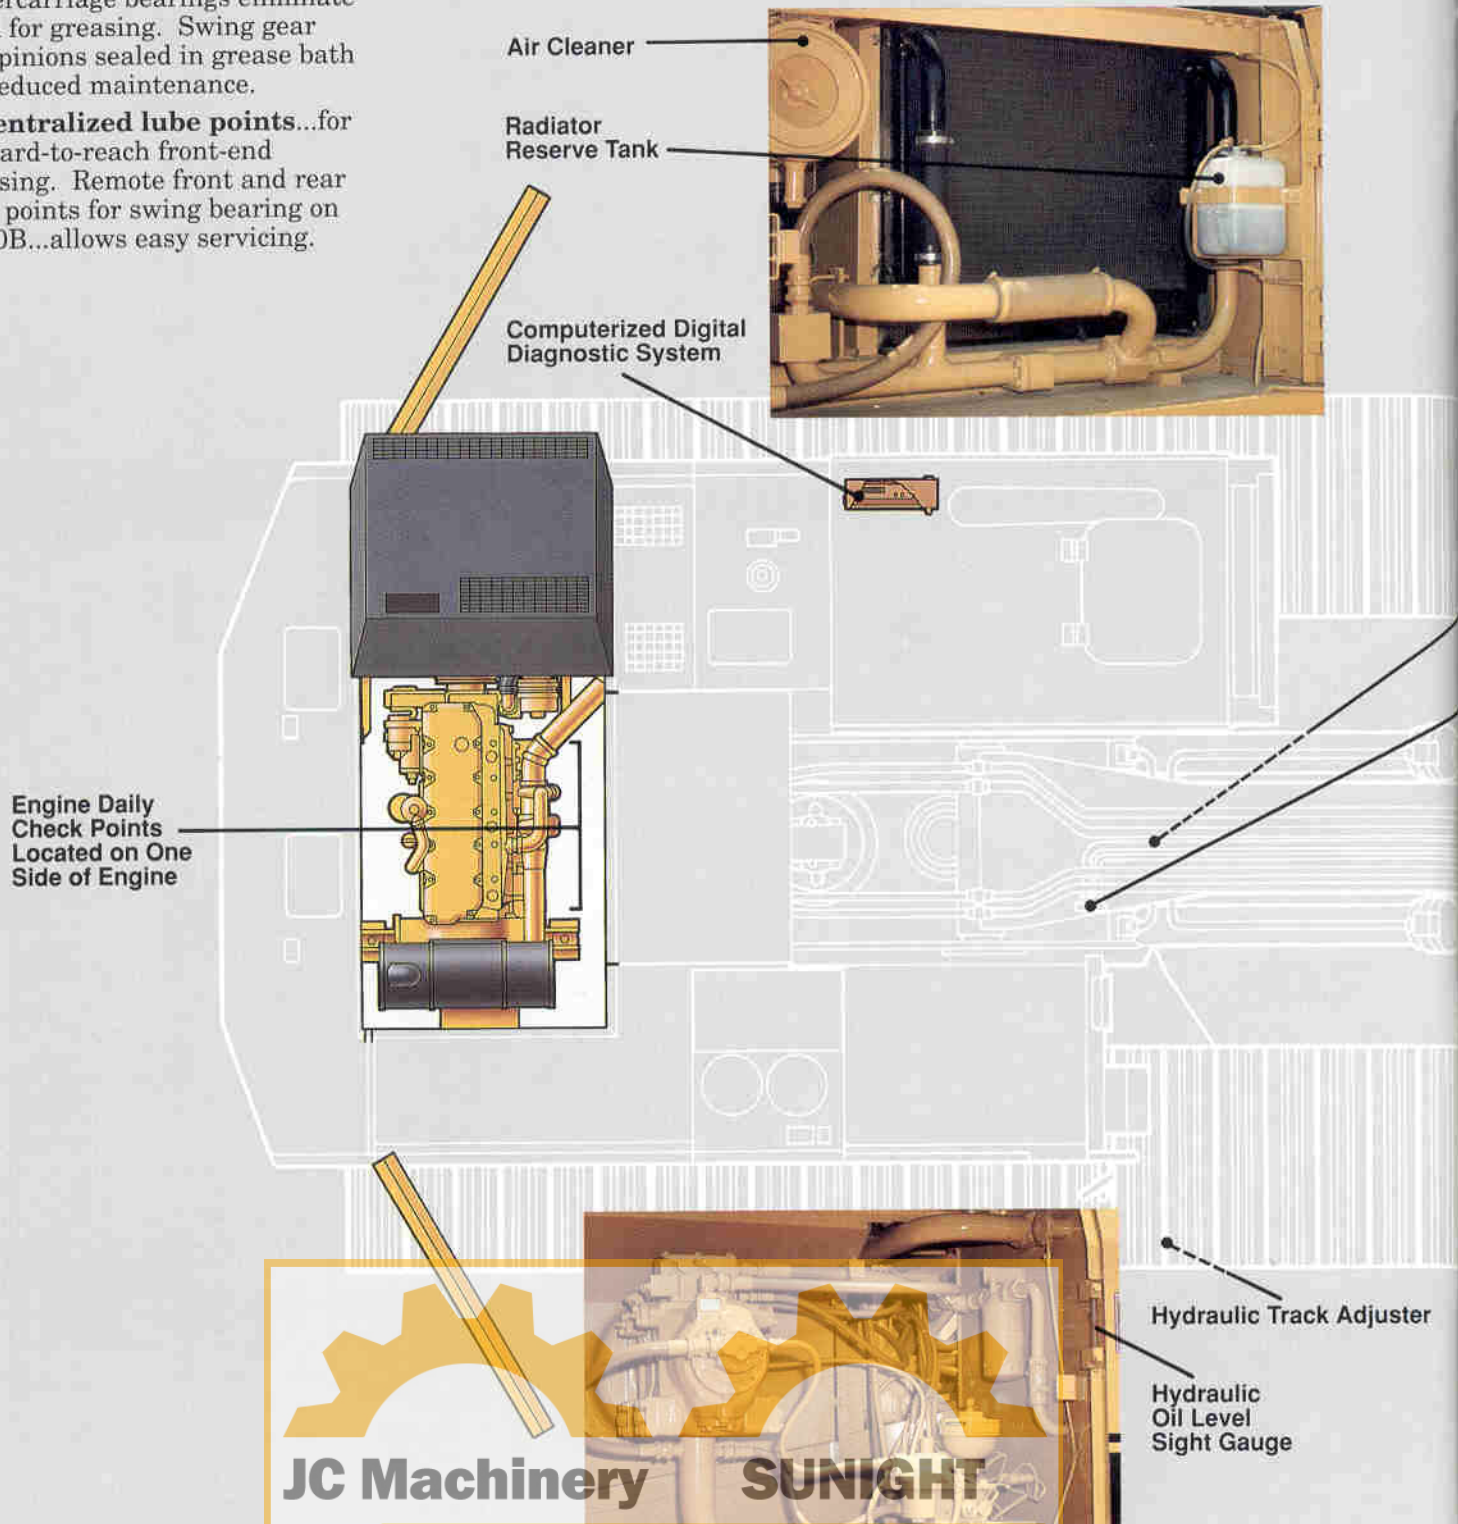 for greasing. Swing gear
pinions sealed in grease bath
reduced maintenance.
entralized lube points...for
ard-to-reach front-end
sing. Remote front and rear
points for swing bearing on
0B...allows easy servicing.
Air Cleaner
Radiator
Reserve Tank
Computerized Digital
Diagnostic System
Engine Daily
Check Points
Located on One
Side of Engine
Hydraulic Track Adjuster
Hydraulic
Oil Level
Sight Gauge
JC Machinery SUNIGHT